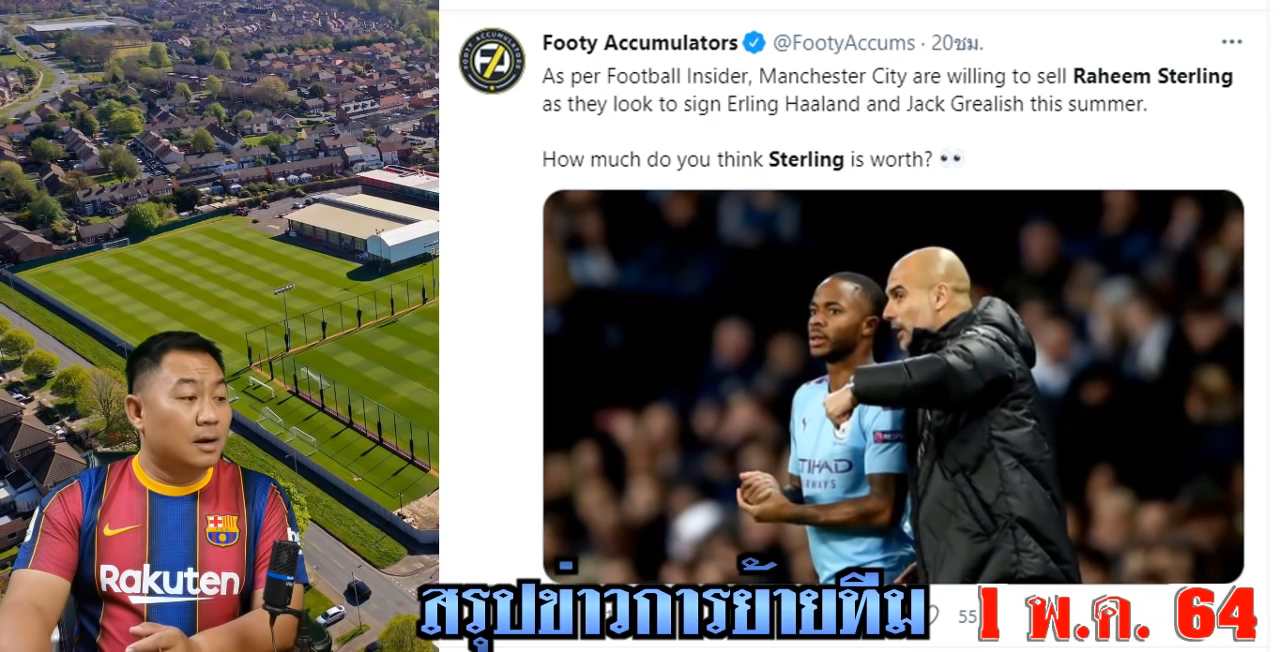 Footy Accumulators @FootyAccums · 20ชม.
As per Football Insider, Manchester City are willing to sell Raheem Sterling
as they look to sign Erling Haaland and Jack Grealish this summer.
How much do you think Sterling is worth? 👀
ETIHAD
AIRWAYS
RESPECT
Rakuten
สรุปข่าวการย้ายทีม
55
1 พ.ค. 64